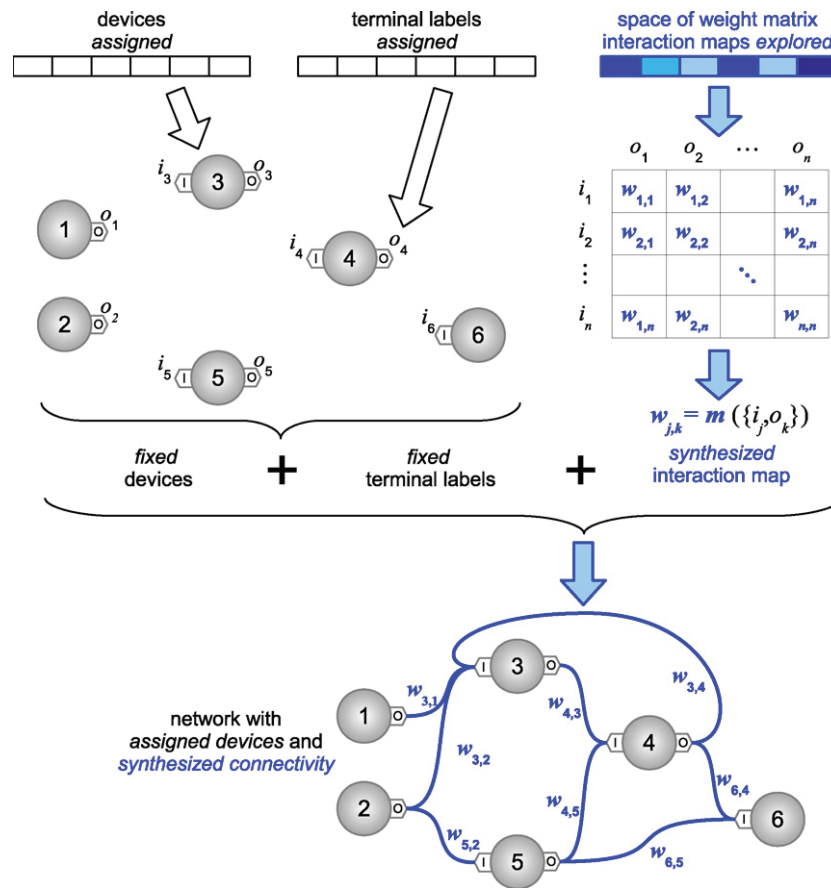 devices
assigned
terminal labels
assigned
space of weight matrix
interaction maps explored
i3 I 3 O o3
1 O o1
i4 I 4 O o4
2 O o2
i6 I 6
i5 I 5 O o5
o1 o2 ⋯ on
i1 w1,1 w1,2 w1,n
i2 w2,1 w2,2 w2,n
⋮ ⋱
in w1,n w2,n wn,n
wj,k = m ({ij,ok})
fixed
devices
+
fixed
terminal labels
+
synthesized
interaction map
network with
assigned devices and
synthesized connectivity
I 3 O
w3,1
w4,3
w3,4
1 O
I 4 O
w3,2
w4,5
w6,4
2 O
I 6
w5,2
I 5 O
w6,5